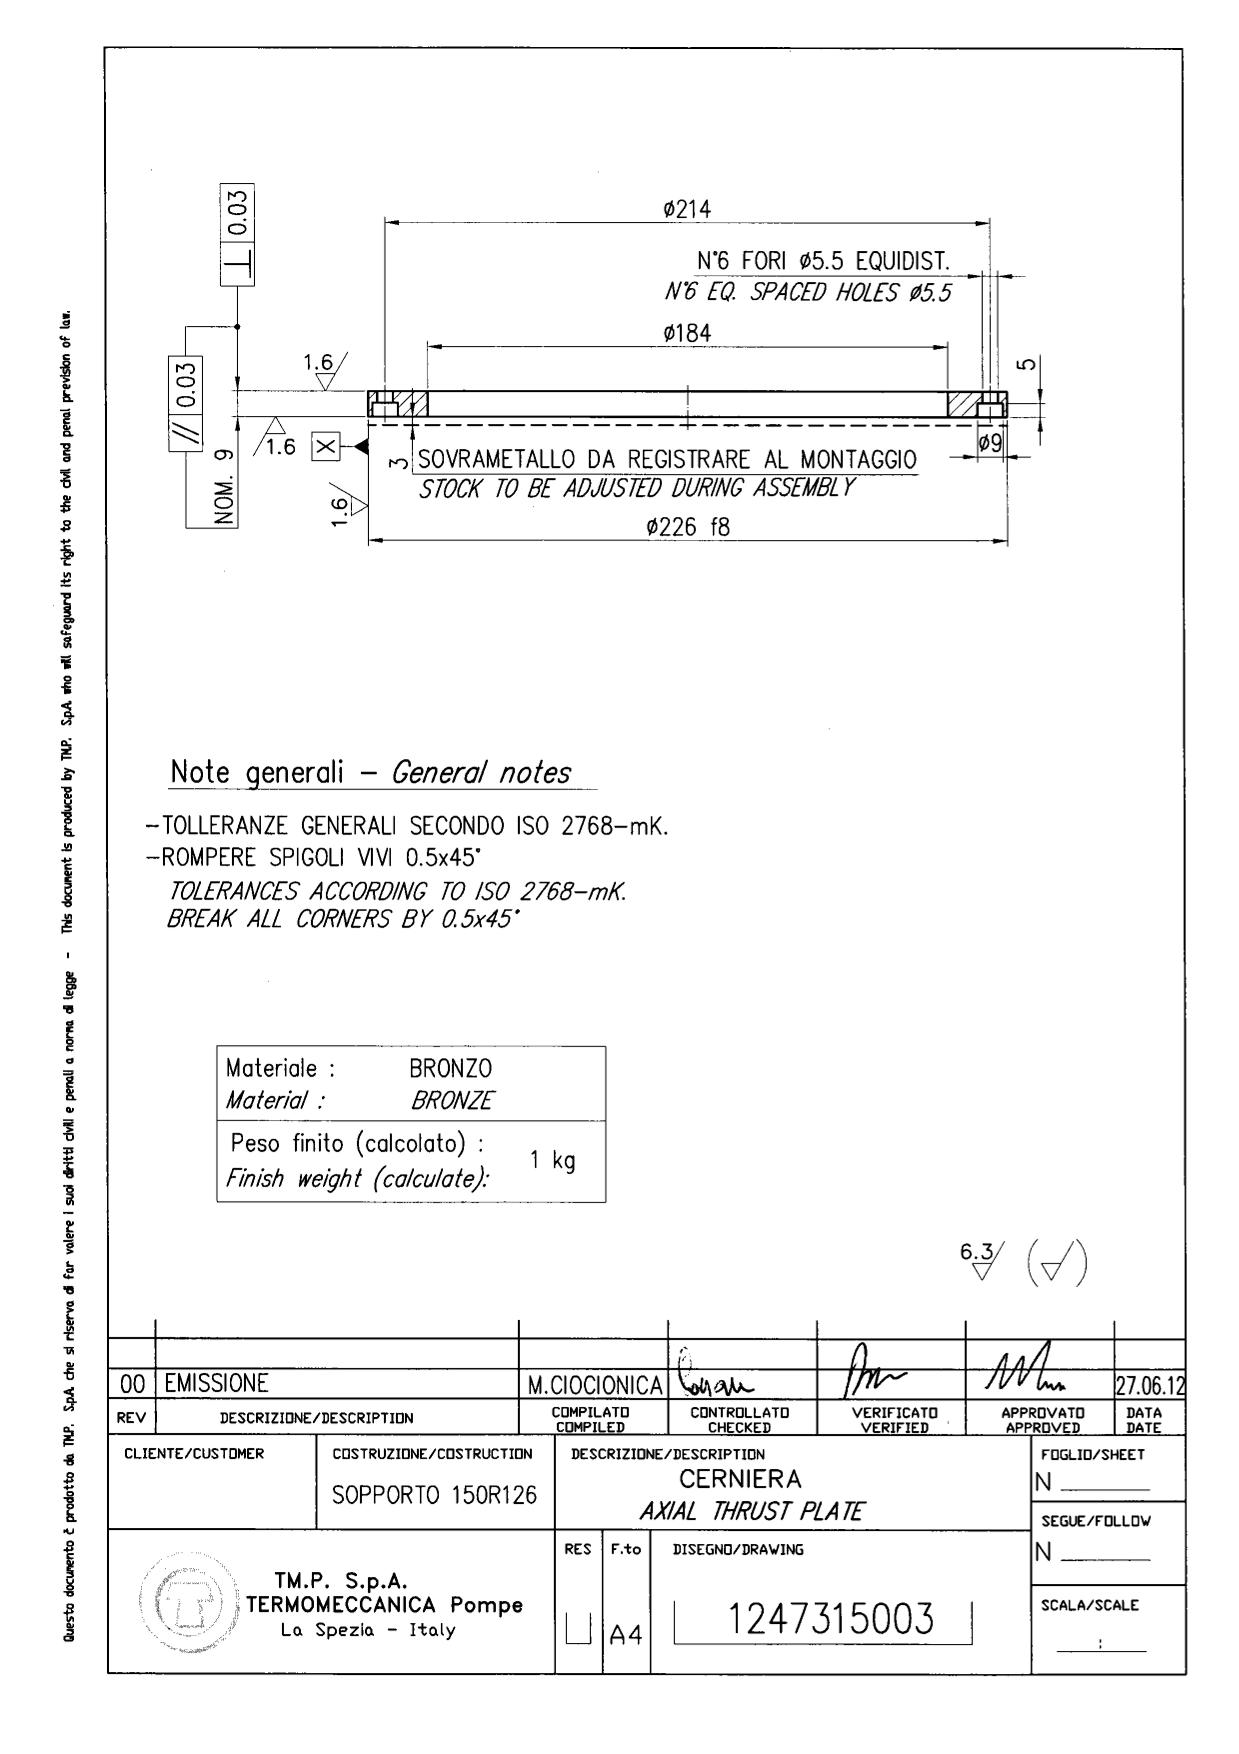 0.03
Ø214
N°6 FORI Ø5.5 EQUIDIST.
N°6 EQ. SPACED HOLES Ø5.5
Ø184
0.03
1.6
5
1.6
X
Ø9
NOM. 9
3
SOVRAMETALLO DA REGISTRARE AL MONTAGGIO
STOCK TO BE ADJUSTED DURING ASSEMBLY
1.6
Ø226 f8
Note generali – General notes
–TOLLERANZE GENERALI SECONDO ISO 2768–mK.
–ROMPERE SPIGOLI VIVI 0.5x45°
TOLERANCES ACCORDING TO ISO 2768–mK.
BREAK ALL CORNERS BY 0.5x45°
Materiale : BRONZO
Material : BRONZE
Peso finito (calcolato) :
1 kg
Finish weight (calculate):
6.3
00 EMISSIONE M.CIOCIONICA 27.06.12
REV DESCRIZIONE/DESCRIPTION COMPILATO COMPILED CONTROLLATO CHECKED VERIFICATO VERIFIED APPROVATO APPROVED DATA DATE
CLIENTE/CUSTOMER
COSTRUZIONE/COSTRUCTION
SOPPORTO 150R126
DESCRIZIONE/DESCRIPTION
CERNIERA
AXIAL THRUST PLATE
FOGLIO/SHEET
N
SEGUE/FOLLOW
N
SCALA/SCALE
:
TM.P. S.p.A.
TERMOMECCANICA Pompe
La Spezia – Italy
RES
U
F.to
A4
DISEGNO/DRAWING
1247315003
Questo documento è prodotto da TM.P. S.p.A. che si riserva di far valere i suoi diritti civili e penali a norma di legge – This document is produced by TM.P. S.p.A. who will safeguard its right to the civil and penal prevision of law.